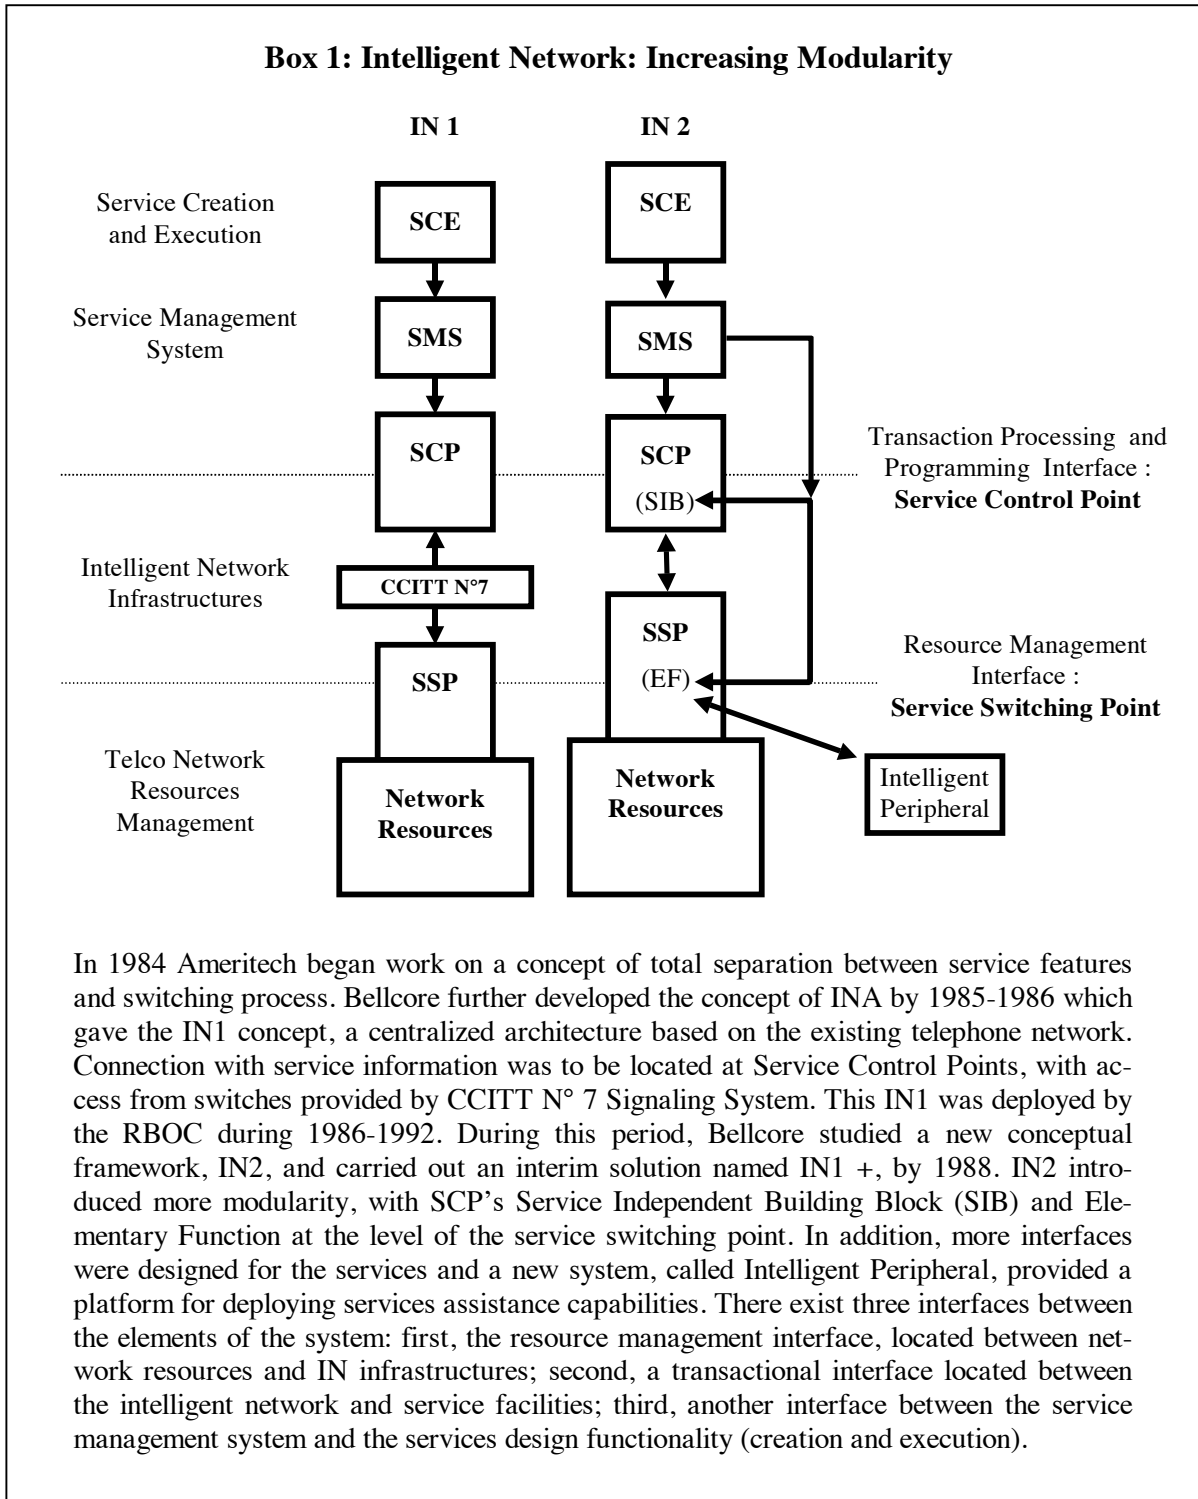 Box 1: Intelligent Network: Increasing Modularity
IN 1
IN 2
Service Creation
and Execution
SCE
SCE
Service Management
System
SMS
SMS
SCP
SCP
(SIB)
Transaction Processing and
Programming Interface :
Service Control Point
Intelligent Network
Infrastructures
CCITT N°7
SSP
SSP
(EF)
Resource Management
Interface :
Service Switching Point
Telco Network
Resources
Management
Network
Resources
Network
Resources
Intelligent
Peripheral
In 1984 Ameritech began work on a concept of total separation between service features
and switching process. Bellcore further developed the concept of INA by 1985-1986 which
gave the IN1 concept, a centralized architecture based on the existing telephone network.
Connection with service information was to be located at Service Control Points, with ac-
cess from switches provided by CCITT N° 7 Signaling System. This IN1 was deployed by
the RBOC during 1986-1992. During this period, Bellcore studied a new conceptual
framework, IN2, and carried out an interim solution named IN1 +, by 1988. IN2 intro-
duced more modularity, with SCP's Service Independent Building Block (SIB) and Ele-
mentary Function at the level of the service switching point. In addition, more interfaces
were designed for the services and a new system, called Intelligent Peripheral, provided a
platform for deploying services assistance capabilities. There exist three interfaces between
the elements of the system: first, the resource management interface, located between net-
work resources and IN infrastructures; second, a transactional interface located between
the intelligent network and service facilities; third, another interface between the service
management system and the services design functionality (creation and execution).